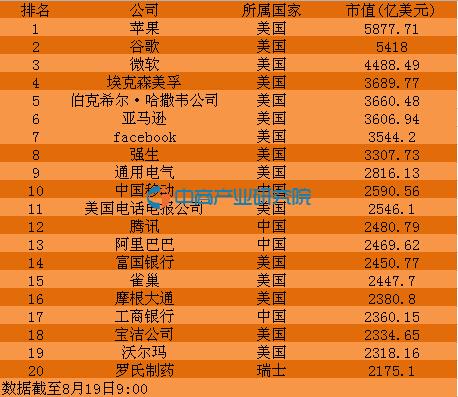 排名 公司 所属国家 市值(亿美元)
1 苹果 美国 5877.71
2 谷歌 美国 5418
3 微软 美国 4488.49
4 埃克森美孚 美国 3689.77
5 伯克希尔·哈撒韦公司 美国 3660.48
6 亚马逊 美国 3606.94
7 facebook 美国 3544.2
8 强生 美国 3307.73
9 通用电气 美国 2816.13
10 中国移动 中国 2590.56
中商产业研究院
11 美国电话电报公司 美国 2546.1
12 腾讯 中国 2480.79
13 阿里巴巴 中国 2469.62
14 富国银行 美国 2450.77
15 雀巢 美国 2447.7
16 摩根大通 美国 2380.8
17 工商银行 中国 2360.15
18 宝洁公司 美国 2334.65
19 沃尔玛 美国 2318.16
20 罗氏制药 瑞士 2175.1
数据截至8月19日9:00